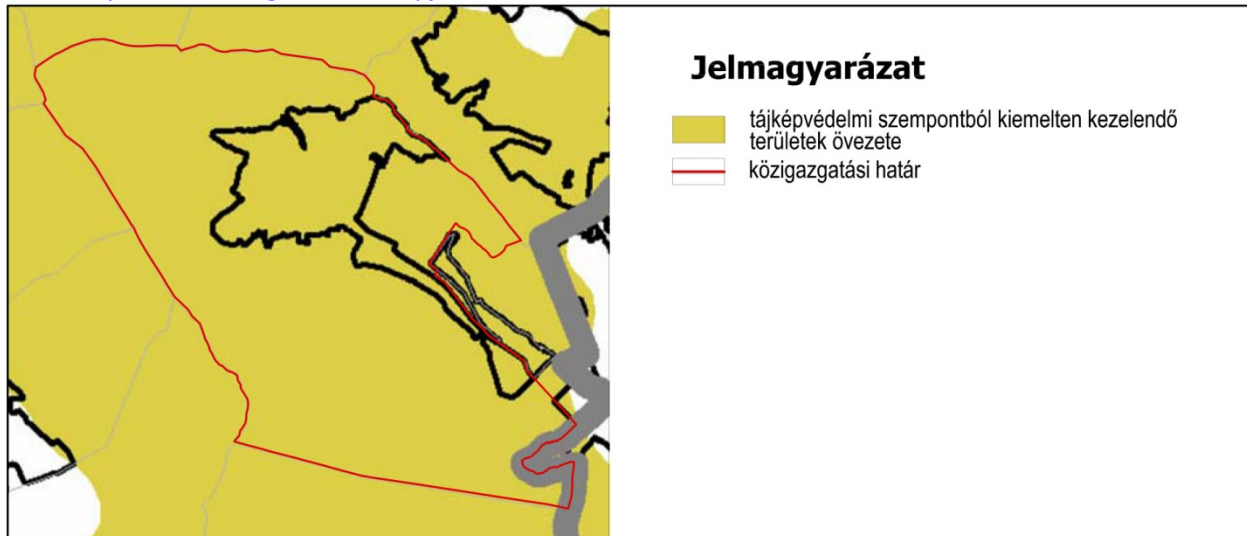 Jelmagyarázat
tájképvédelmi szempontból kiemelten kezelendő
területek övezete
közigazgatási határ